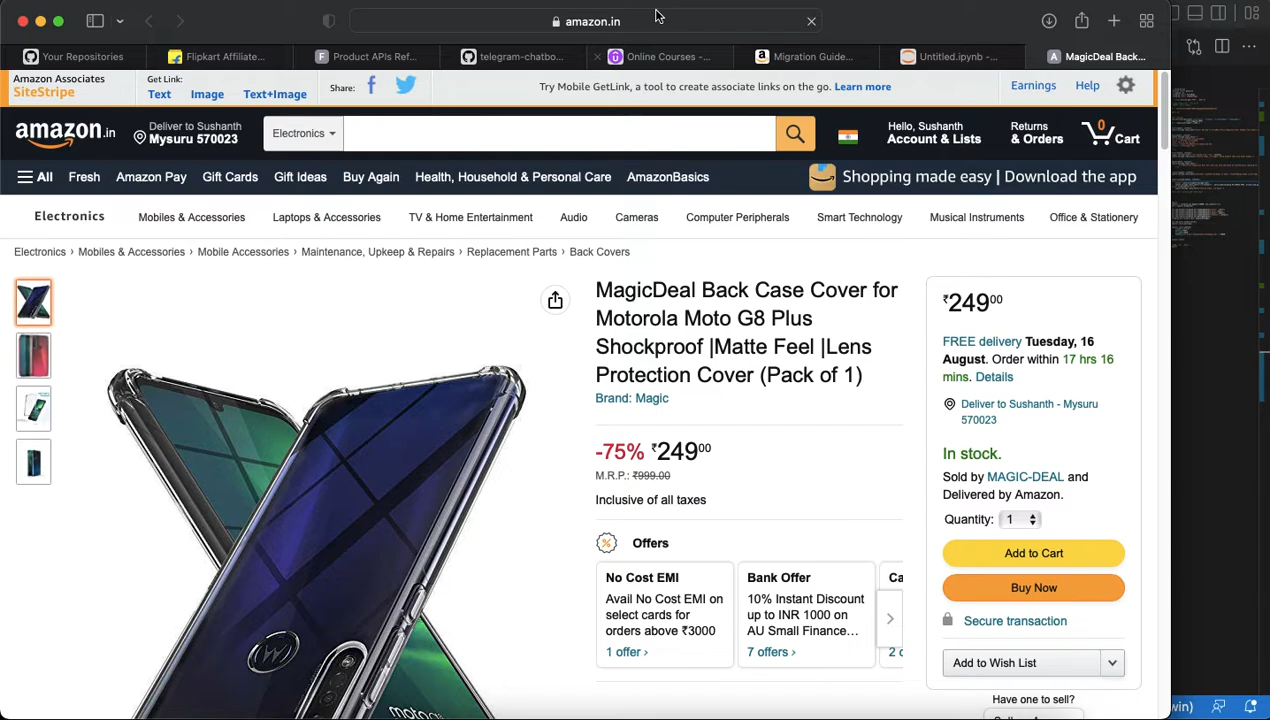 amazon.in
Your Repositories
Flipkart Affiliate...
Product APIs Ref...
telegram-chatbo...
Online Courses -...
Migration Guide...
Untitled.ipynb -...
MagicDeal Back...
Amazon Associates
SiteStripe
Get Link:
Text
Image
Text+Image
Share:
Try Mobile GetLink, a tool to create associate links on the go. Learn more
Earnings
Help
amazon.in
Deliver to Sushanth
Mysuru 570023
Electronics
Hello, Sushanth
Account & Lists
Returns
& Orders
0
Cart
All
Fresh
Amazon Pay
Gift Cards
Gift Ideas
Buy Again
Health, Household & Personal Care
AmazonBasics
Shopping made easy | Download the app
Electronics
Mobiles & Accessories
Laptops & Accessories
TV & Home Entertainment
Audio
Cameras
Computer Peripherals
Smart Technology
Musical Instruments
Office & Stationery
Electronics › Mobiles & Accessories › Mobile Accessories › Maintenance, Upkeep & Repairs › Replacement Parts › Back Covers
MagicDeal Back Case Cover for
Motorola Moto G8 Plus
Shockproof |Matte Feel |Lens
Protection Cover (Pack of 1)
Brand: Magic
-75% ₹24900
M.R.P.: ₹999.00
Inclusive of all taxes
Offers
No Cost EMI
Avail No Cost EMI on
select cards for
orders above ₹3000
1 offer ›
Bank Offer
10% Instant Discount
up to INR 1000 on
AU Small Finance...
7 offers ›
Ca
2 o
₹24900
FREE delivery Tuesday, 16
August. Order within 17 hrs 16
mins. Details
Deliver to Sushanth - Mysuru
570023
In stock.
Sold by MAGIC-DEAL and
Delivered by Amazon.
Quantity: 1
Add to Cart
Buy Now
Secure transaction
Add to Wish List
Have one to sell?
win)